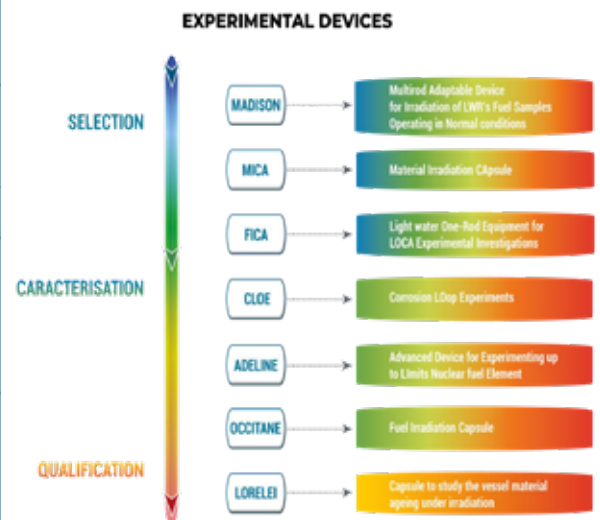 EXPERIMENTAL DEVICES
SELECTION
CARACTERISATION
QUALIFICATION
MADISON
Multirod Adaptable Device
for Irradiation of LWR's Fuel Samples
Operating in Normal conditions
MICA
Material Irradiation CApsule
FICA
Light water One-Rod Equipment for
LOCA Experimental Investigations
CLOE
Corrosion LOop Experiments
ADELINE
Advanced Device for Experimenting up
to LImits Nuclear fuel Element
OCCITANE
Fuel Irradiation Capsule
LORELEI
Capsule to study the vessel material
ageing under irradiation